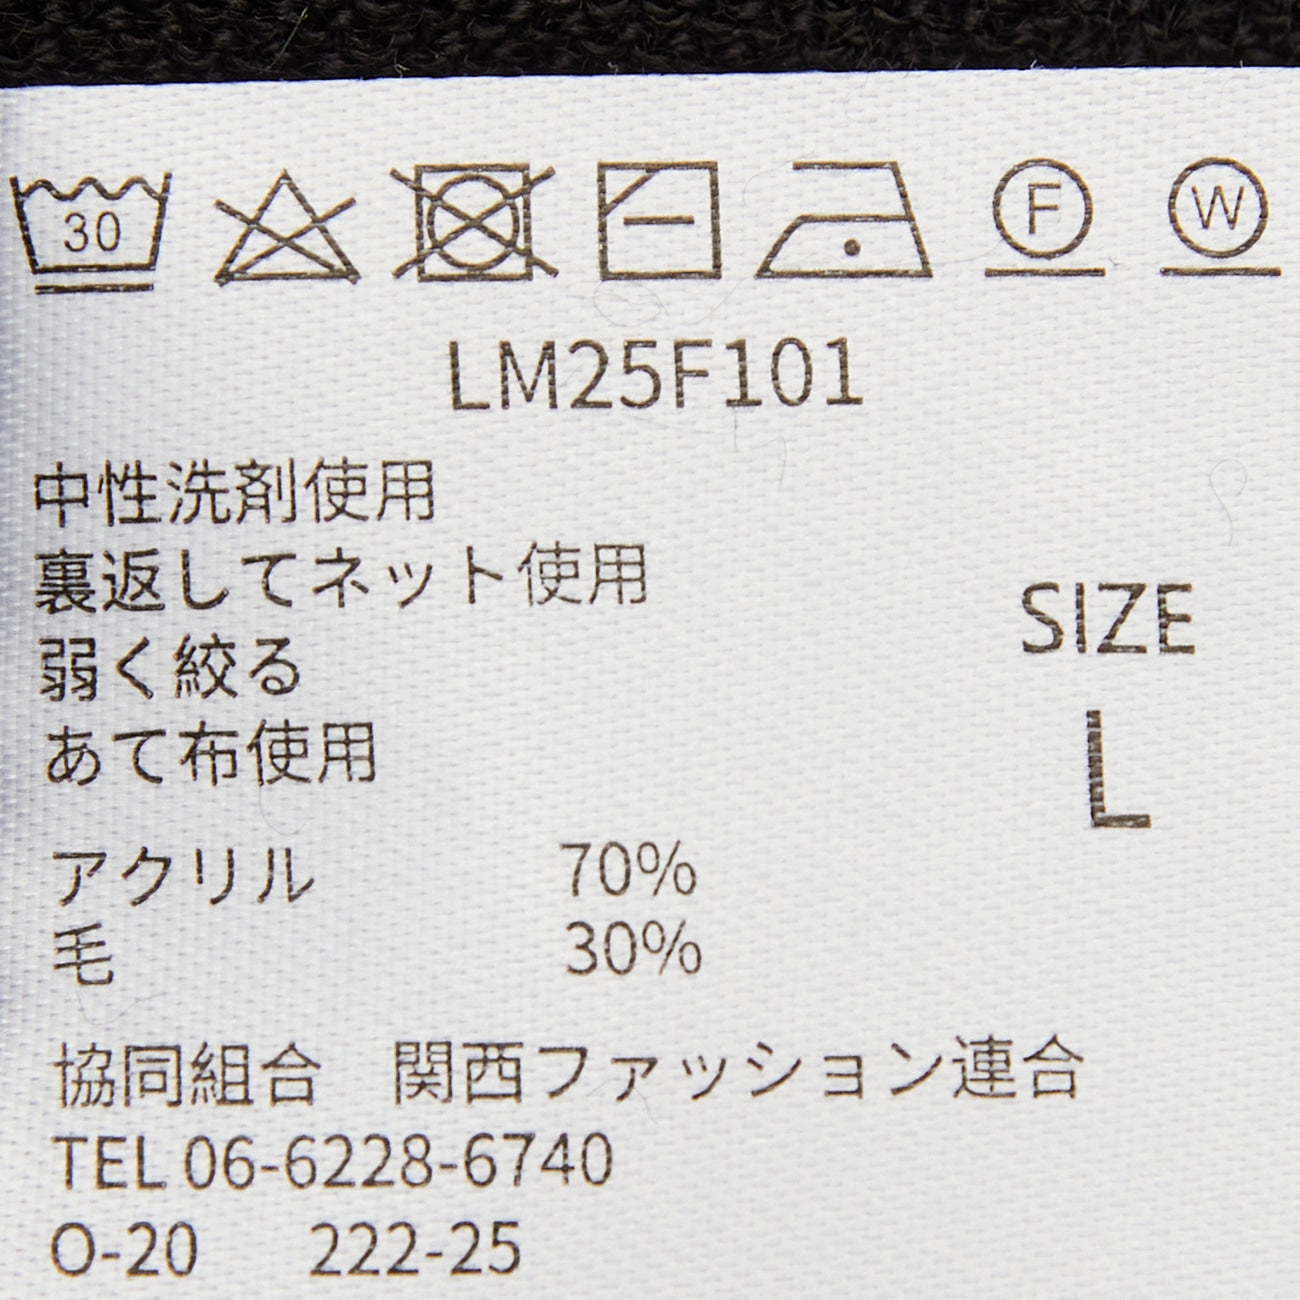 30 F W
LM25F101
中性洗剤使用
裏返してネット使用
弱く絞る
あて布使用
SIZE
L
アクリル 70%
毛 30%
協同組合 関西ファッション連合
TEL 06-6228-6740
O-20 222-25